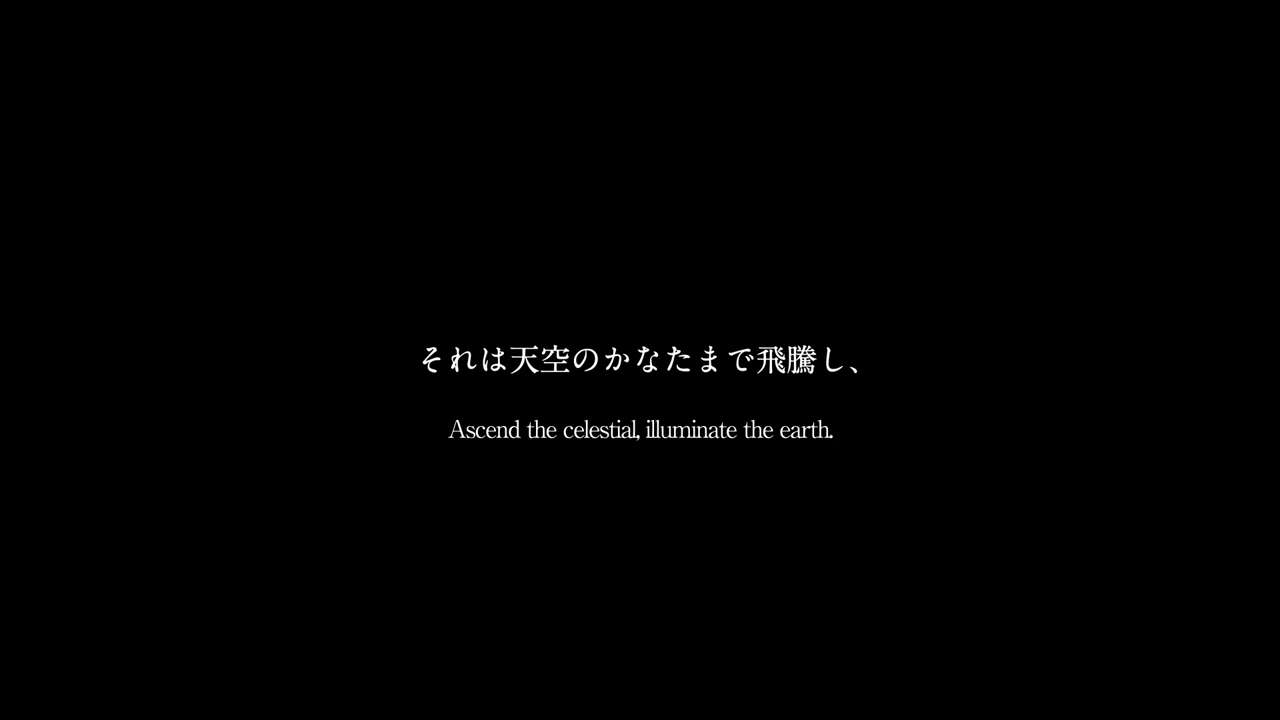 それは天空のかなたまで飛騰し、
Ascend the celestial, illuminate the earth.